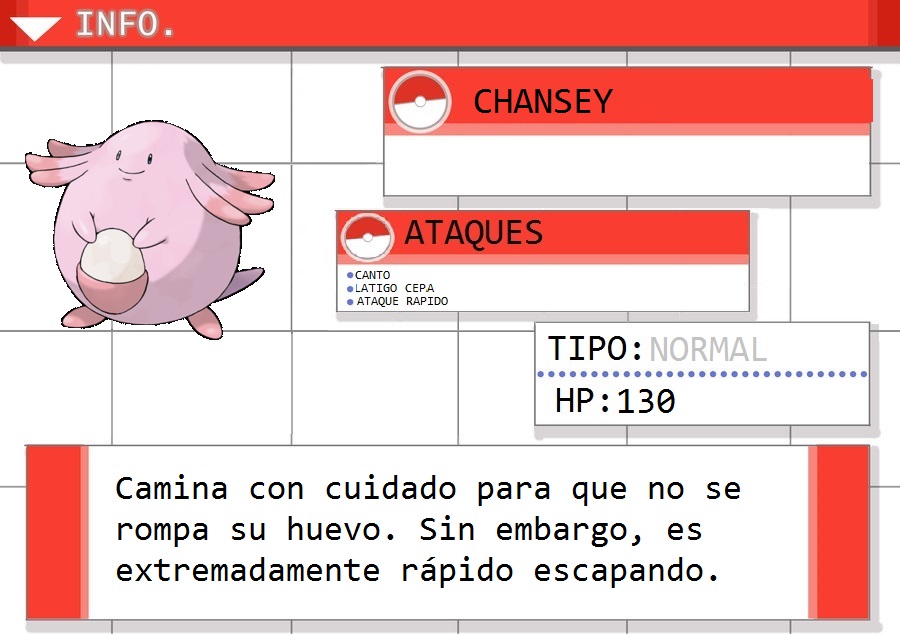 INFO.
CHANSEY
ATAQUES
CANTO
LATIGO CEPA
ATAQUE RAPIDO
TIPO:NORMAL
HP:130
Camina con cuidado para que no se
rompa su huevo. Sin embargo, es
extremadamente rápido escapando.